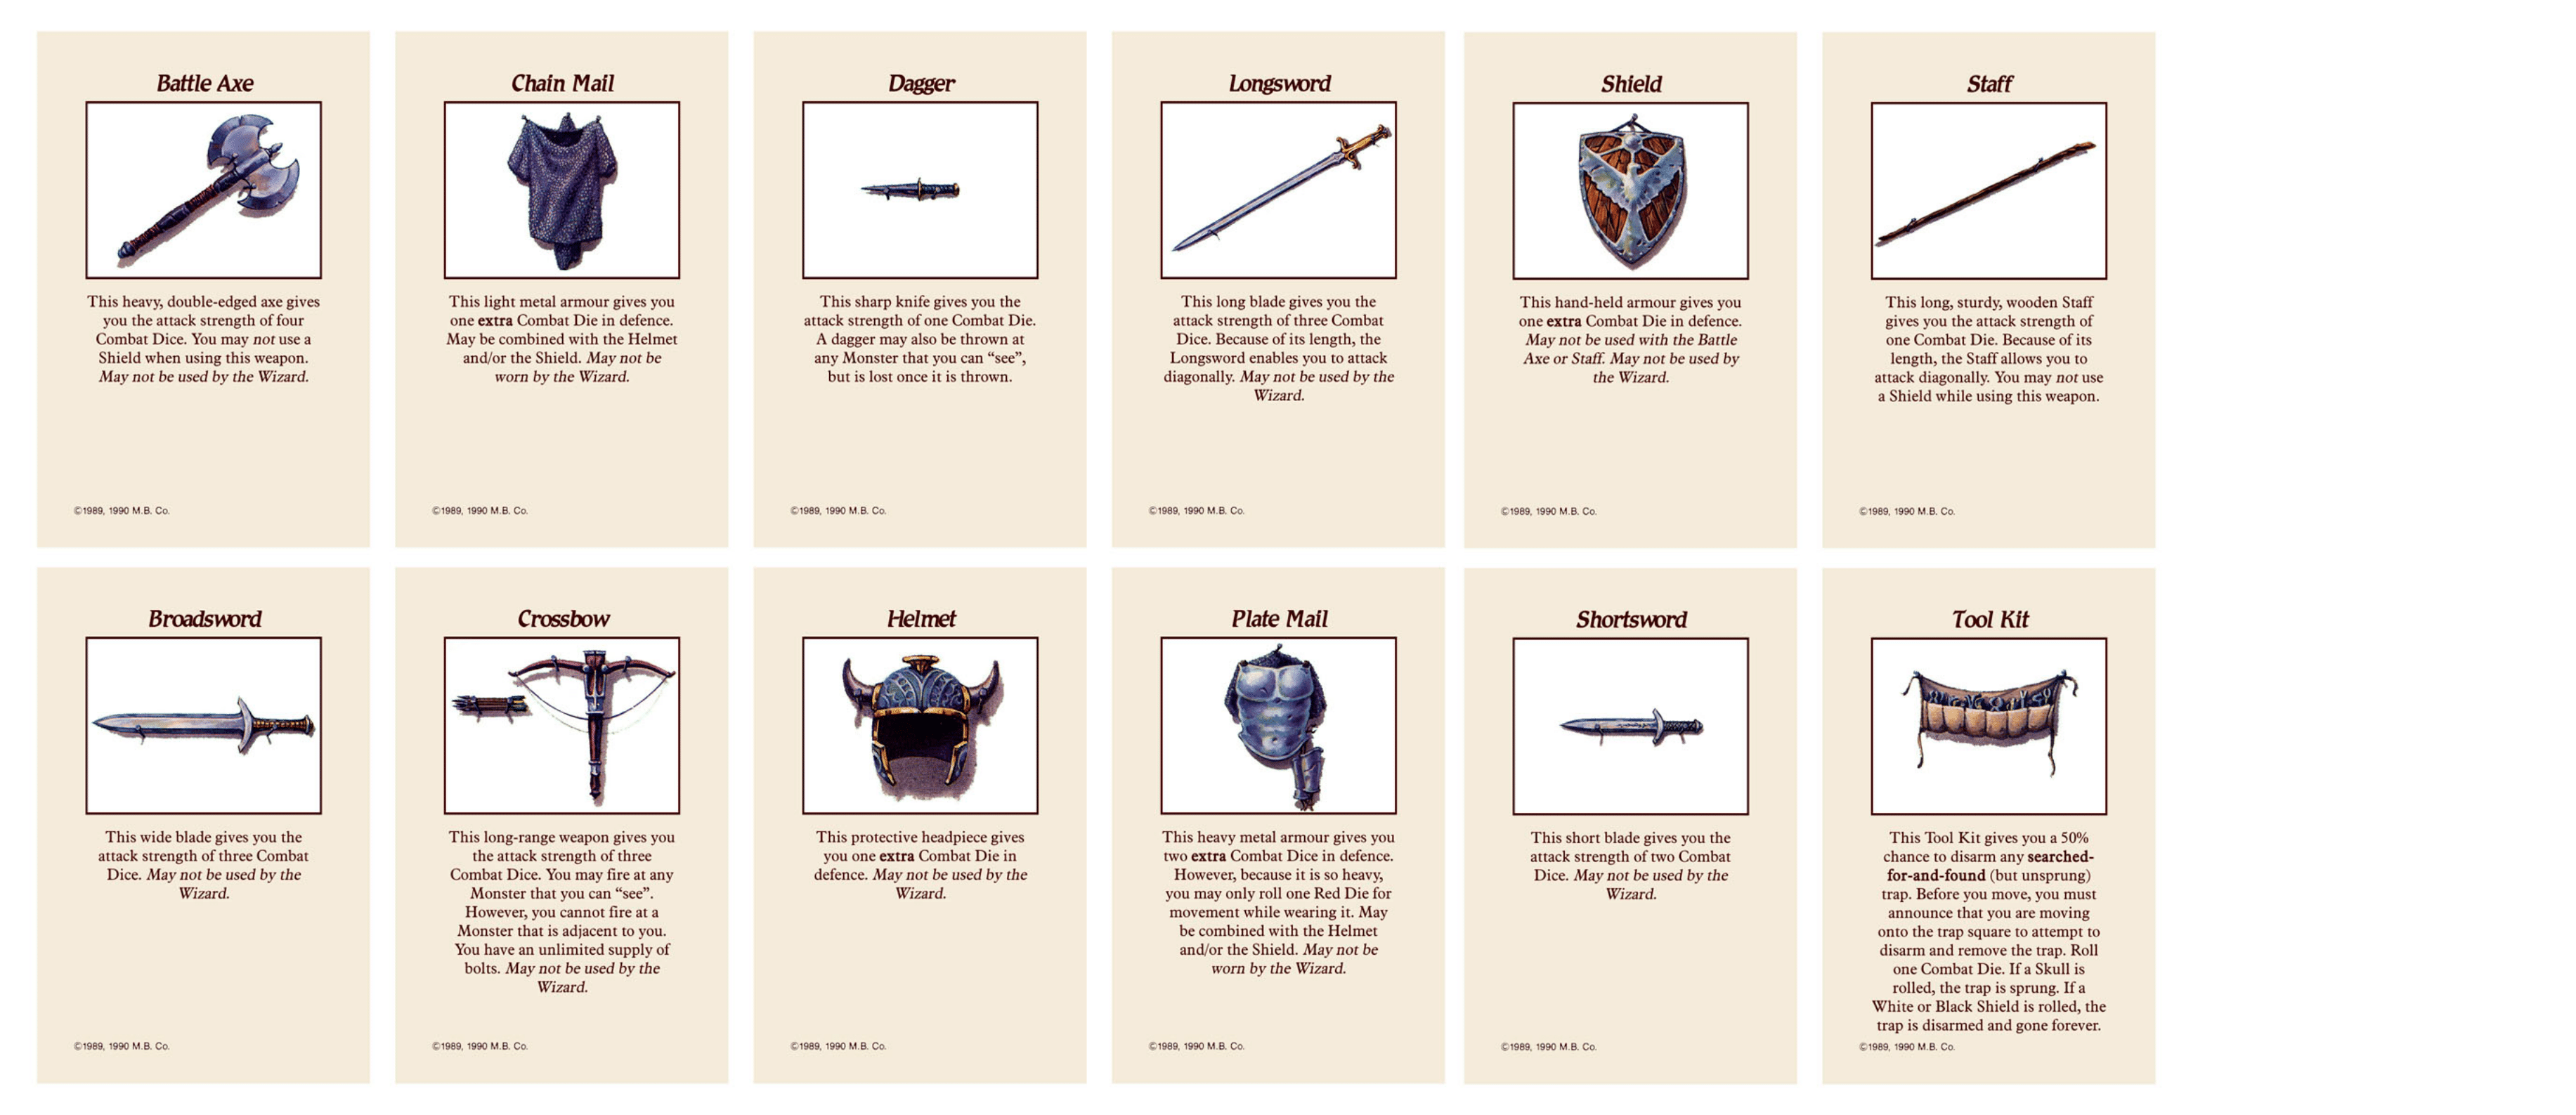 Battle Axe
This heavy, double-edged axe gives
you the attack strength of four
Combat Dice. You may not use a
Shield when using this weapon.
May not be used by the Wizard.
©1989, 1990 M.B. Co.
Chain Mail
This light metal armour gives you
one extra Combat Die in defence.
May be combined with the Helmet
and/or the Shield. May not be
worn by the Wizard.
©1989, 1990 M.B. Co.
Dagger
This sharp knife gives you the
attack strength of one Combat Die.
A dagger may also be thrown at
any Monster that you can “see”,
but is lost once it is thrown.
©1989, 1990 M.B. Co.
Longsword
This long blade gives you the
attack strength of three Combat
Dice. Because of its length, the
Longsword enables you to attack
diagonally. May not be used by the
Wizard.
©1989, 1990 M.B. Co.
Shield
This hand-held armour gives you
one extra Combat Die in defence.
May not be used with the Battle
Axe or Staff. May not be used by
the Wizard.
©1989, 1990 M.B. Co.
Staff
This long, sturdy, wooden Staff
gives you the attack strength of
one Combat Die. Because of its
length, the Staff allows you to
attack diagonally. You may not use
a Shield while using this weapon.
©1989, 1990 M.B. Co.
Broadsword
This wide blade gives you the
attack strength of three Combat
Dice. May not be used by the
Wizard.
©1989, 1990 M.B. Co.
Crossbow
This long-range weapon gives you
the attack strength of three
Combat Dice. You may fire at any
Monster that you can “see”.
However, you cannot fire at a
Monster that is adjacent to you.
You have an unlimited supply of
bolts. May not be used by the
Wizard.
©1989, 1990 M.B. Co.
Helmet
This protective headpiece gives
you one extra Combat Die in
defence. May not be used by the
Wizard.
©1989, 1990 M.B. Co.
Plate Mail
This heavy metal armour gives you
two extra Combat Dice in defence.
However, because it is so heavy,
you may only roll one Red Die for
movement while wearing it. May
be combined with the Helmet
and/or the Shield. May not be
worn by the Wizard.
©1989, 1990 M.B. Co.
Shortsword
This short blade gives you the
attack strength of two Combat
Dice. May not be used by the
Wizard.
©1989, 1990 M.B. Co.
Tool Kit
This Tool Kit gives you a 50%
chance to disarm any searched-
for-and-found (but unsprung)
trap. Before you move, you must
announce that you are moving
onto the trap square to attempt to
disarm and remove the trap. Roll
one Combat Die. If a Skull is
rolled, the trap is sprung. If a
White or Black Shield is rolled, the
trap is disarmed and gone forever.
©1989, 1990 M.B. Co.